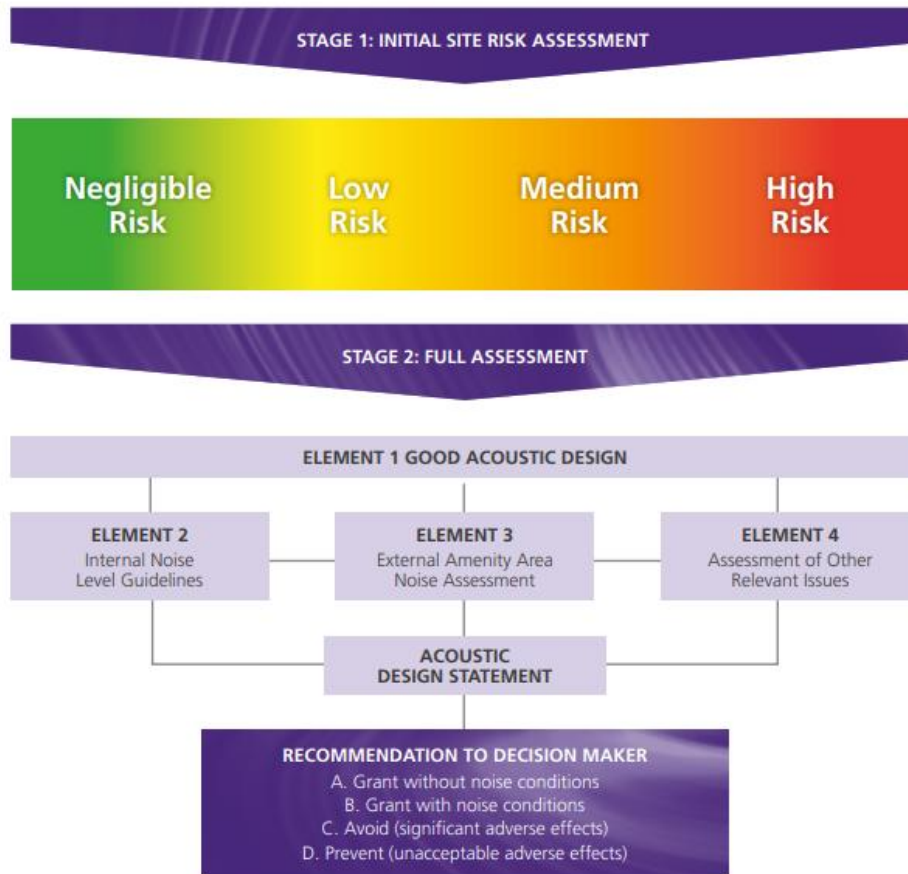 STAGE 1: INITIAL SITE RISK ASSESSMENT
Negligible
Risk
Low
Risk
Medium
Risk
High
Risk
STAGE 2: FULL ASSESSMENT
ELEMENT 1 GOOD ACOUSTIC DESIGN
ELEMENT 2
Internal Noise
Level Guidelines
ELEMENT 3
External Amenity Area
Noise Assessment
ELEMENT 4
Assessment of Other
Relevant Issues
ACOUSTIC
DESIGN STATEMENT
RECOMMENDATION TO DECISION MAKER
A. Grant without noise conditions
B. Grant with noise conditions
C. Avoid (significant adverse effects)
D. Prevent (unacceptable adverse effects)